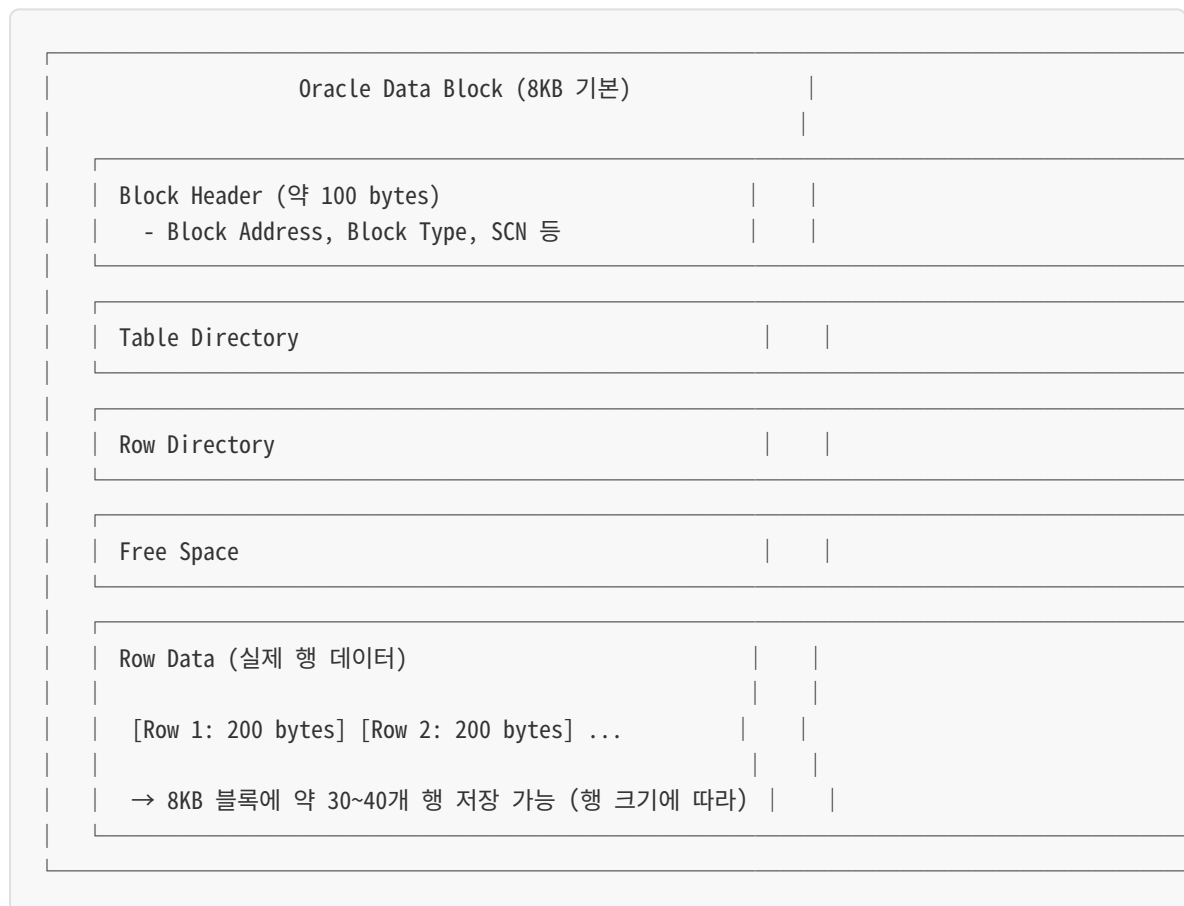 Oracle Data Block (8KB 기본)
Block Header (약 100 bytes)
- Block Address, Block Type, SCN 등
Table Directory
Row Directory
Free Space
Row Data (실제 행 데이터)
[Row 1: 200 bytes] [Row 2: 200 bytes] ...
→ 8KB 블록에 약 30~40개 행 저장 가능 (행 크기에 따라)